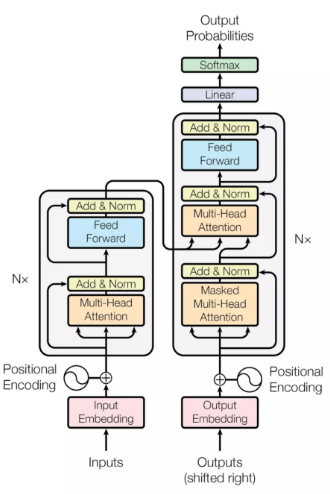 Output
Probabilities
Softmax
Linear
Add & Norm
Feed
Forward
Add & Norm
Multi-Head
Attention
Add & Norm
Masked
Multi-Head
Attention
N×
Positional
Encoding
Output
Embedding
Outputs
(shifted right)
Add & Norm
Feed
Forward
Add & Norm
Multi-Head
Attention
N×
Positional
Encoding
Input
Embedding
Inputs